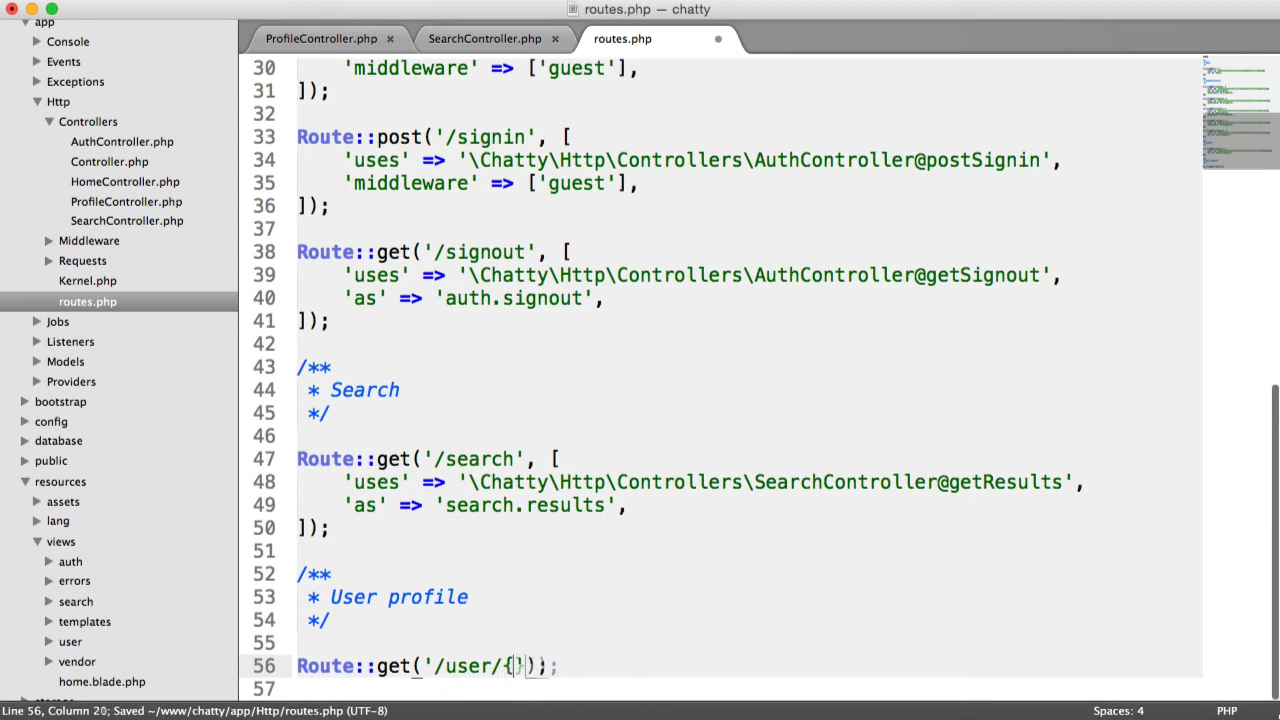 routes.php — chatty
ProfileController.php ×
SearchController.php ×
routes.php
app
Console
Events
Exceptions
Http
Controllers
AuthController.php
Controller.php
HomeController.php
ProfileController.php
SearchController.php
Middleware
Requests
Kernel.php
routes.php
Jobs
Listeners
Models
Providers
bootstrap
config
database
public
resources
assets
lang
views
auth
errors
search
templates
user
vendor
home.blade.php
30 'middleware' => ['guest'],
31 ]);
32
33 Route::post('/signin', [
34 'uses' => '\Chatty\Http\Controllers\AuthController@postSignin',
35 'middleware' => ['guest'],
36 ]);
37
38 Route::get('/signout', [
39 'uses' => '\Chatty\Http\Controllers\AuthController@getSignout',
40 'as' => 'auth.signout',
41 ]);
42
43 /**
44 * Search
45 */
46
47 Route::get('/search', [
48 'uses' => '\Chatty\Http\Controllers\SearchController@getResults',
49 'as' => 'search.results',
50 ]);
51
52 /**
53 * User profile
54 */
55
56 Route::get('/user/{}');
57
Line 56, Column 20; Saved ~/www/chatty/app/Http/routes.php (UTF-8)
Spaces: 4
PHP